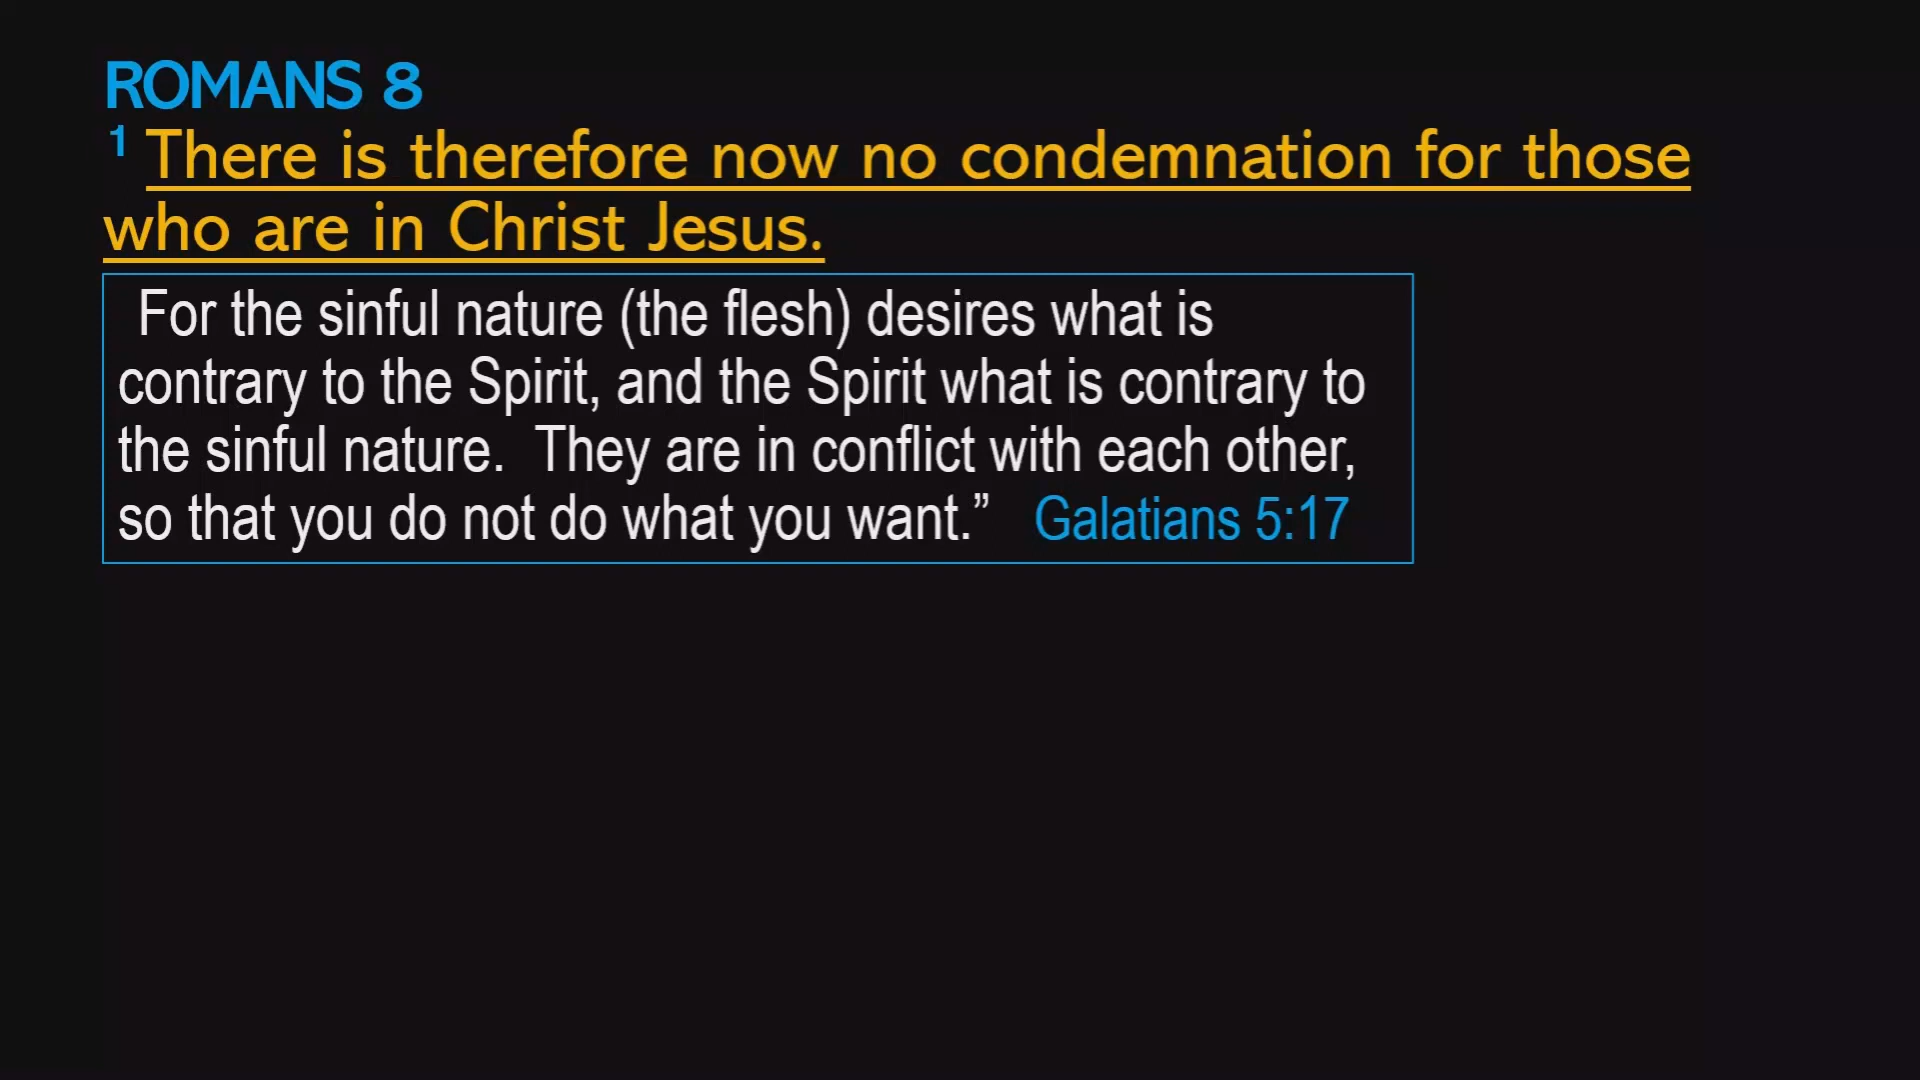 ROMANS 8
1 There is therefore now no condemnation for those
who are in Christ Jesus.
For the sinful nature (the flesh) desires what is
contrary to the Spirit, and the Spirit what is contrary to
the sinful nature.  They are in conflict with each other,
so that you do not do what you want.”   Galatians 5:17